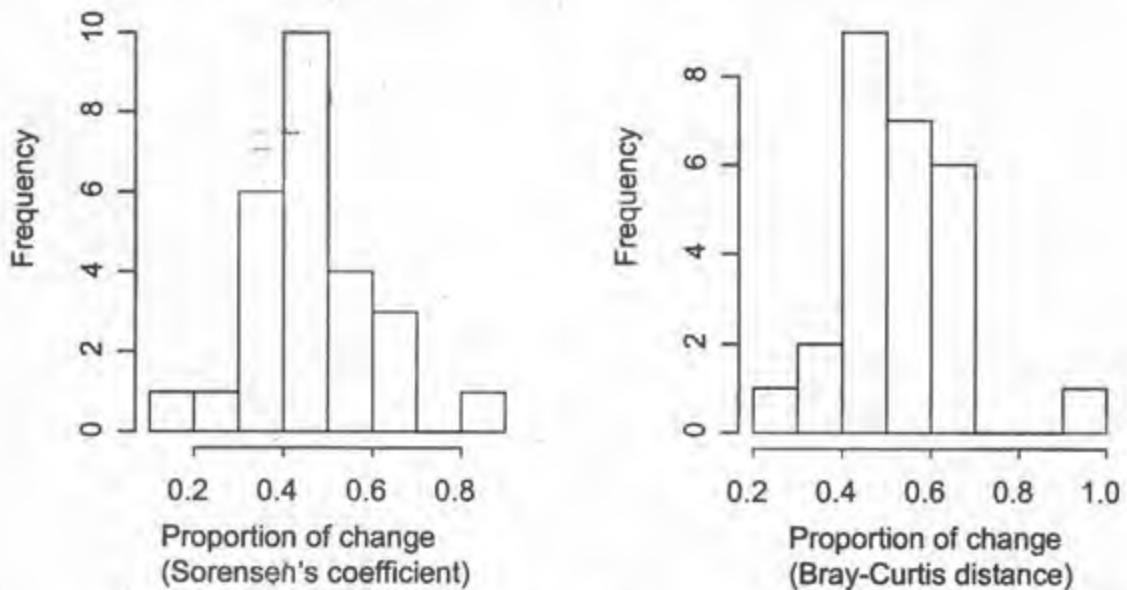 Frequency
10
8
6
4
2
0
0.2 0.4 0.6 0.8
Proportion of change
(Sorenseh's coefficient)
Frequency
8
6
4
2
0
0.2 0.4 0.6 0.8 1.0
Proportion of change
(Bray-Curtis distance)